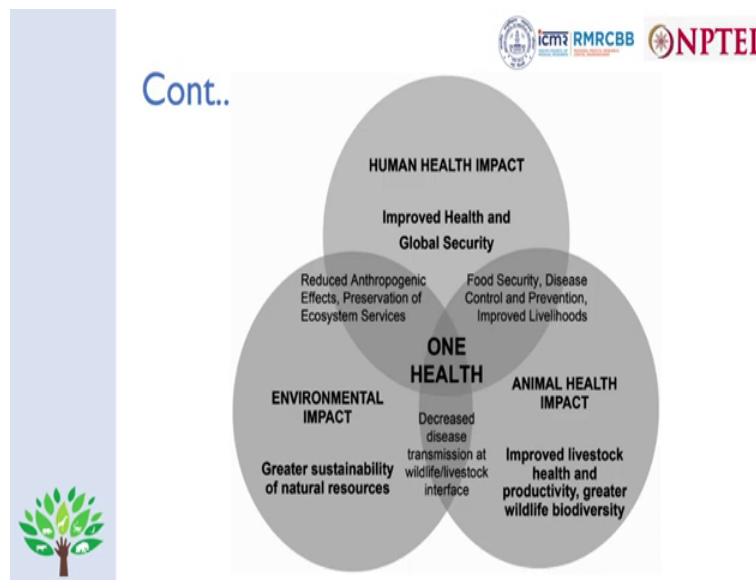 icmr RMRCBB
NPTEL
Cont..
HUMAN HEALTH IMPACT
Improved Health and
Global Security
Reduced Anthropogenic
Effects, Preservation of
Ecosystem Services
Food Security, Disease
Control and Prevention,
Improved Livelihoods
ONE
HEALTH
ENVIRONMENTAL
IMPACT
Greater sustainability
of natural resources
Decreased
disease
transmission at
wildlife/livestock
interface
ANIMAL HEALTH
IMPACT
Improved livestock
health and
productivity, greater
wildlife biodiversity